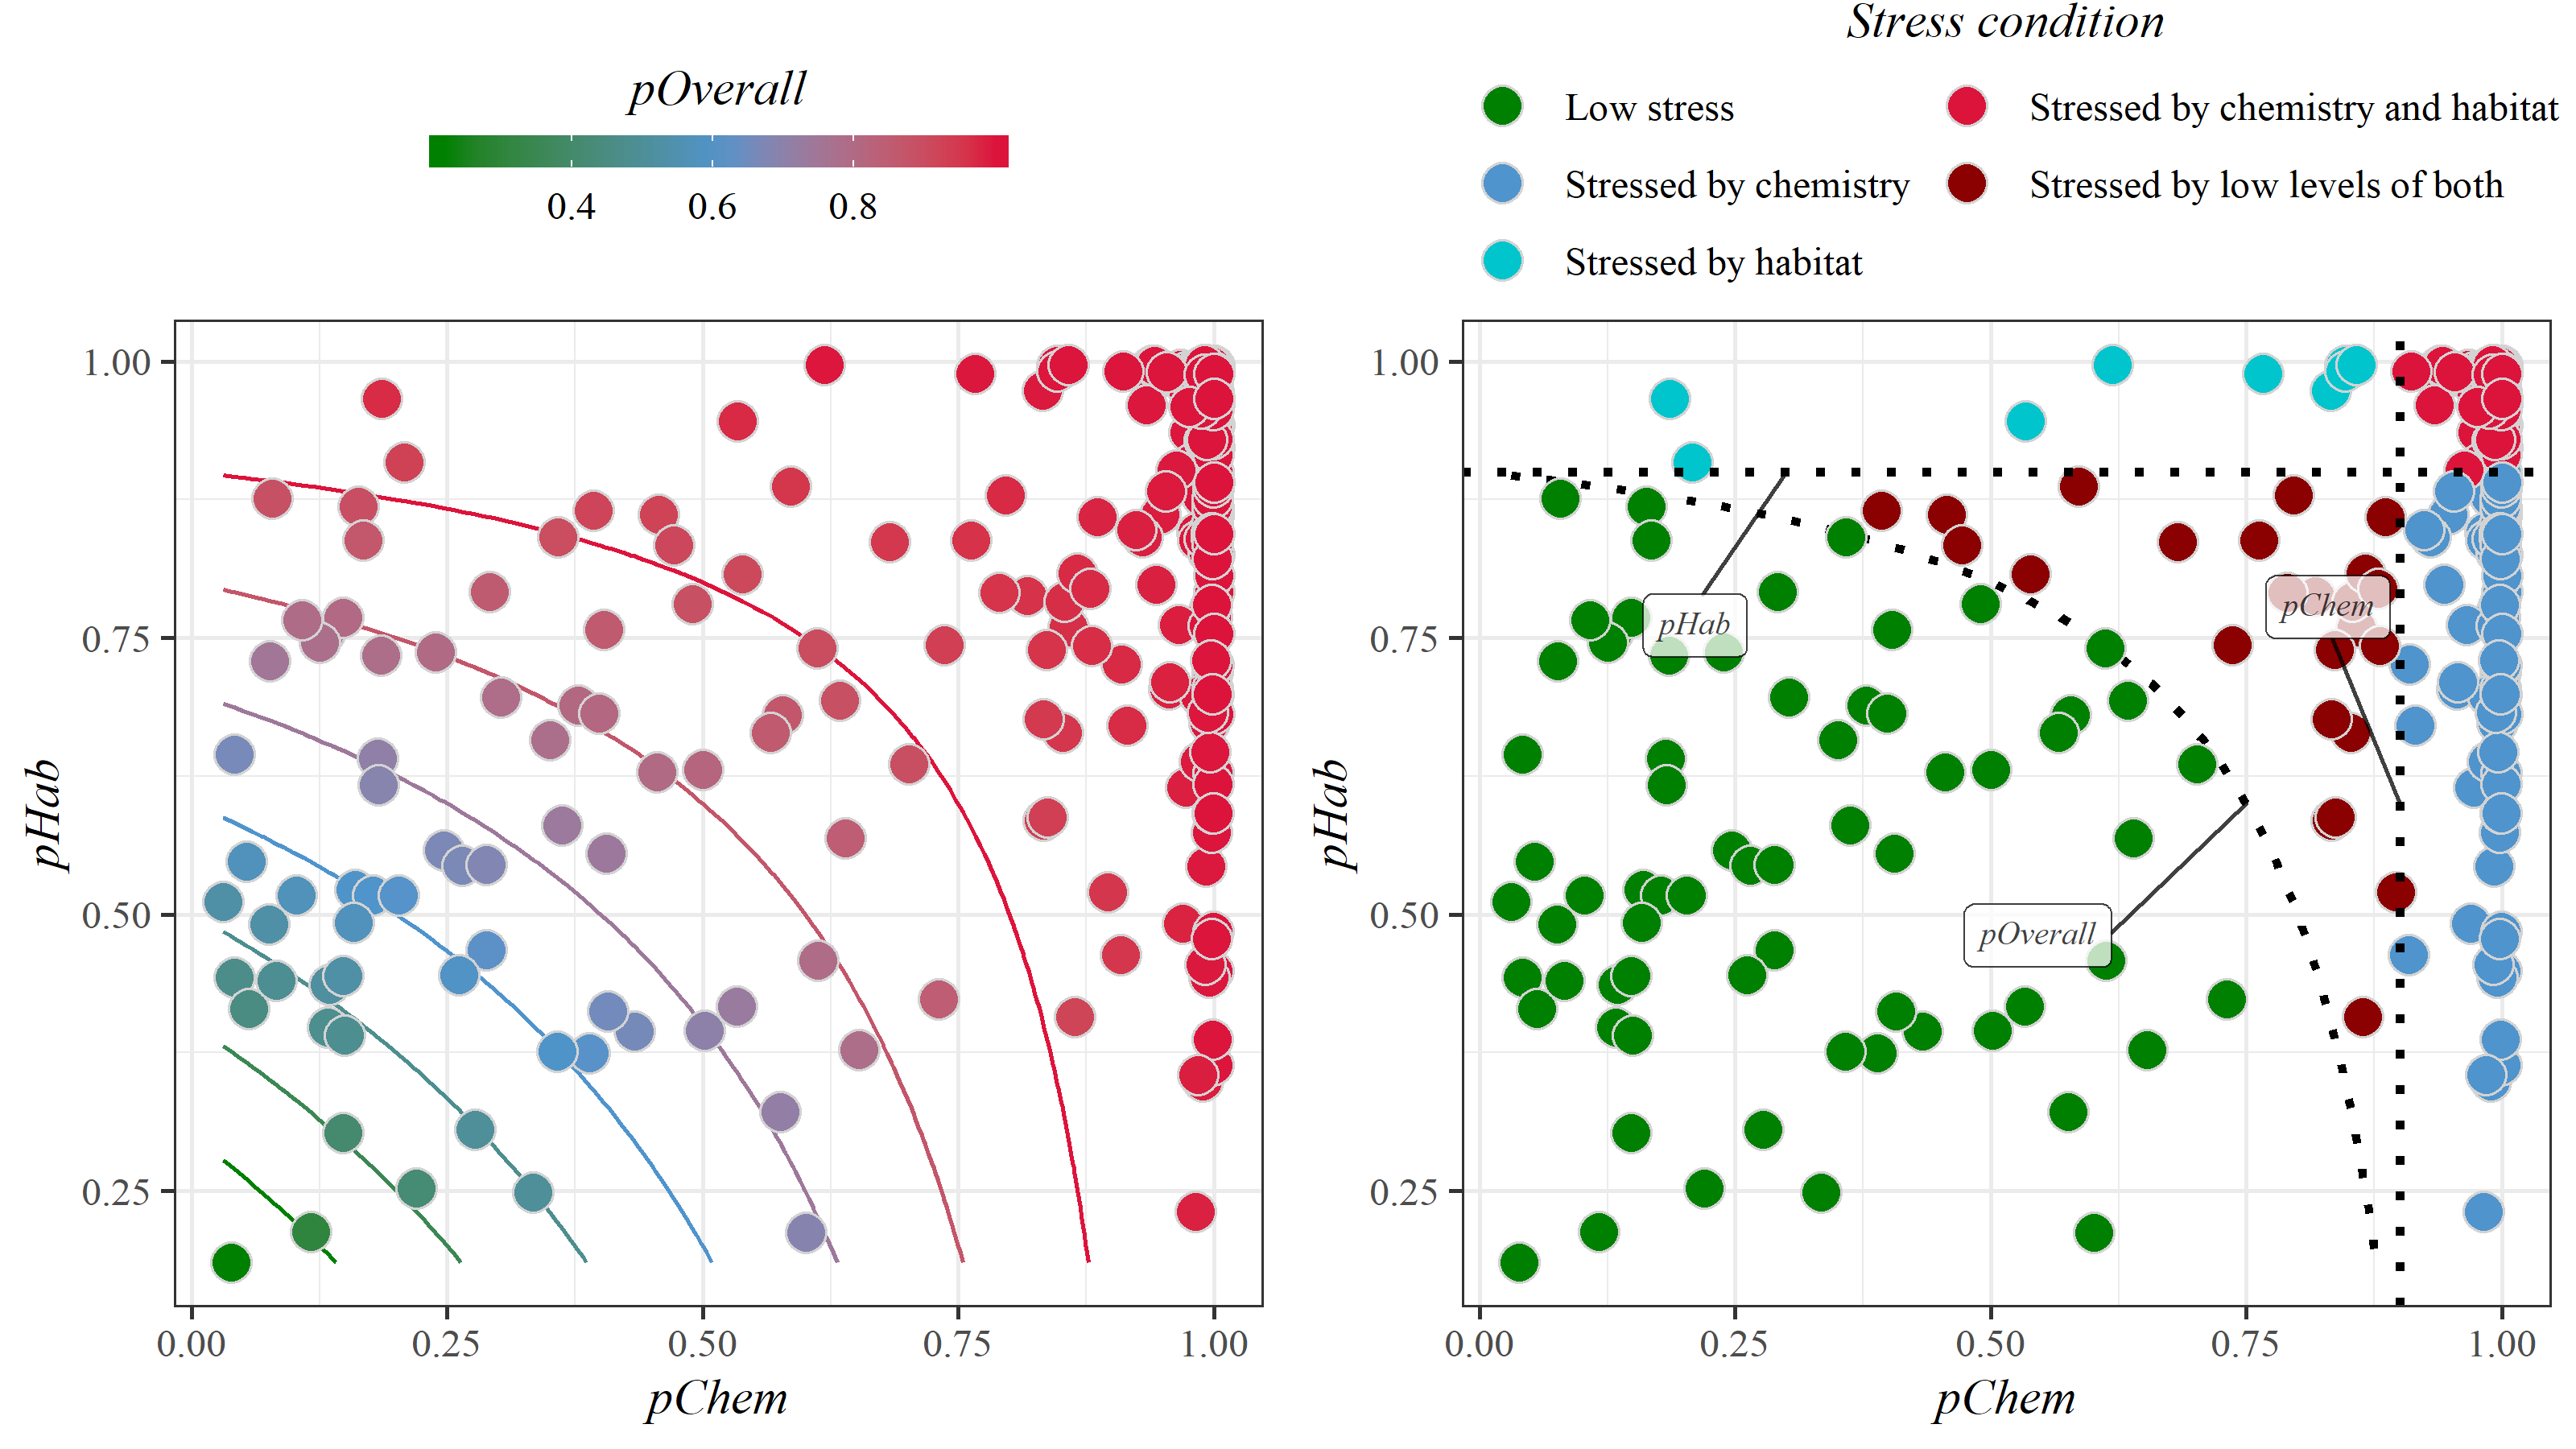 pOverall
0.4 0.6 0.8
Stress condition
Low stress
Stressed by chemistry
Stressed by habitat
Stressed by chemistry and habitat
Stressed by low levels of both
pHab
1.00
0.75
0.50
0.25
0.00 0.25 0.50 0.75 1.00
pChem
pHab
1.00
0.75
0.50
0.25
pHab
pChem
pOverall
0.00 0.25 0.50 0.75 1.00
pChem